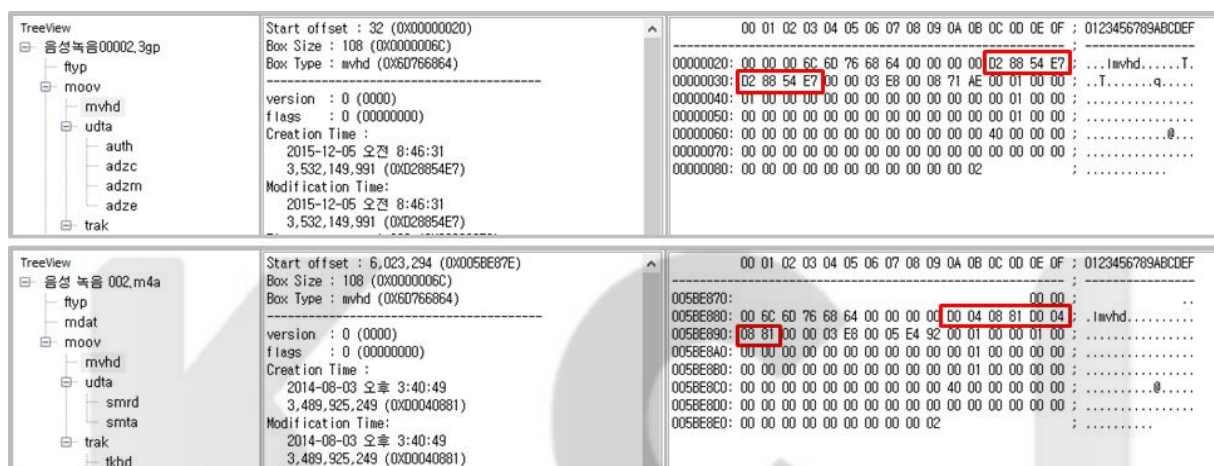 TreeView
음성녹음00002.3gp
ftyp
moov
mvhd
udta
auth
adzc
adzm
adze
trak
Start offset : 32 (0X00000020)
Box Size : 108 (0X0000006C)
Box Type : mvhd (0X6D766864)
version : 0 (0000)
flags : 0 (00000000)
Creation Time :
2015-12-05 오전 8:46:31
3,532,149,991 (0XD28854E7)
Modification Time:
2015-12-05 오전 8:46:31
3,532,149,991 (0XD28854E7)
00 01 02 03 04 05 06 07 08 09 0A 0B 0C 0D 0E 0F ; 0123456789ABCDEF
00000020: 00 00 00 6C 6D 76 68 64 00 00 00 00 D2 88 54 E7 ; ...lmvhd......T.
00000030: D2 88 54 E7 00 00 03 E8 00 08 71 AE 00 01 00 00 ; ..T.......q.....
00000040: 01 00 00 00 00 00 00 00 00 00 00 00 00 01 00 00 ; ................
00000050: 00 00 00 00 00 00 00 00 00 00 00 00 00 01 00 00 ; ................
00000060: 00 00 00 00 00 00 00 00 00 00 00 00 40 00 00 00 ; ............@...
00000070: 00 00 00 00 00 00 00 00 00 00 00 00 00 00 00 00 ; ................
00000080: 00 00 00 00 00 00 00 00 00 00 00 02 ; ............
TreeView
음성 녹음 002.m4a
ftyp
mdat
moov
mvhd
udta
smrd
smta
trak
tkhd
Start offset : 6,023,294 (0X005BE87E)
Box Size : 108 (0X0000006C)
Box Type : mvhd (0X6D766864)
version : 0 (0000)
flags : 0 (00000000)
Creation Time :
2014-08-03 오후 3:40:49
3,489,925,249 (0XD0040881)
Modification Time:
2014-08-03 오후 3:40:49
3,489,925,249 (0XD0040881)
00 01 02 03 04 05 06 07 08 09 0A 0B 0C 0D 0E 0F ; 0123456789ABCDEF
005BE870: 00 00 ; ..
005BE880: 00 6C 6D 76 68 64 00 00 00 00 D0 04 08 81 D0 04 ; .lmvhd..........
005BE890: 08 81 00 00 03 E8 00 05 E4 92 00 01 00 00 01 00 ; ................
005BE8A0: 00 00 00 00 00 00 00 00 00 00 00 01 00 00 00 00 ; ................
005BE8B0: 00 00 00 00 00 00 00 00 00 00 00 01 00 00 00 00 ; ................
005BE8C0: 00 00 00 00 00 00 00 00 00 00 40 00 00 00 00 00 ; ..........@.....
005BE8D0: 00 00 00 00 00 00 00 00 00 00 00 00 00 00 00 00 ; ................
005BE8E0: 00 00 00 00 00 00 00 00 00 02 ; ..........